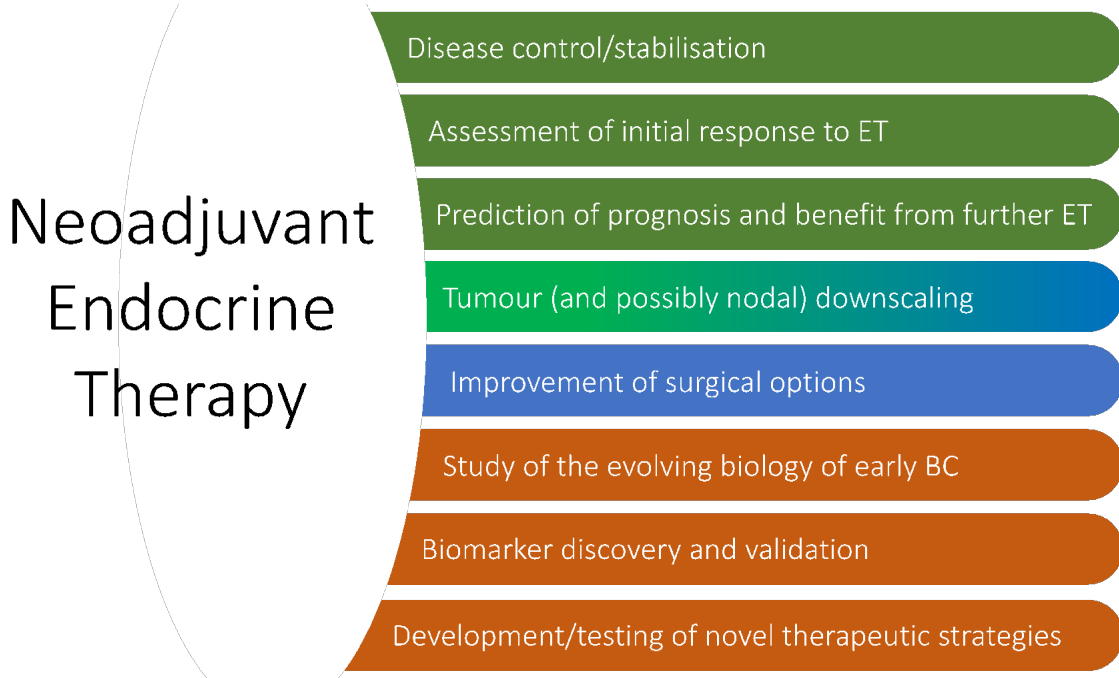 Neoadjuvant
Endocrine
Therapy
Disease control/stabilisation
Assessment of initial response to ET
Prediction of prognosis and benefit from further ET
Tumour (and possibly nodal) downscaling
Improvement of surgical options
Study of the evolving biology of early BC
Biomarker discovery and validation
Development/testing of novel therapeutic strategies